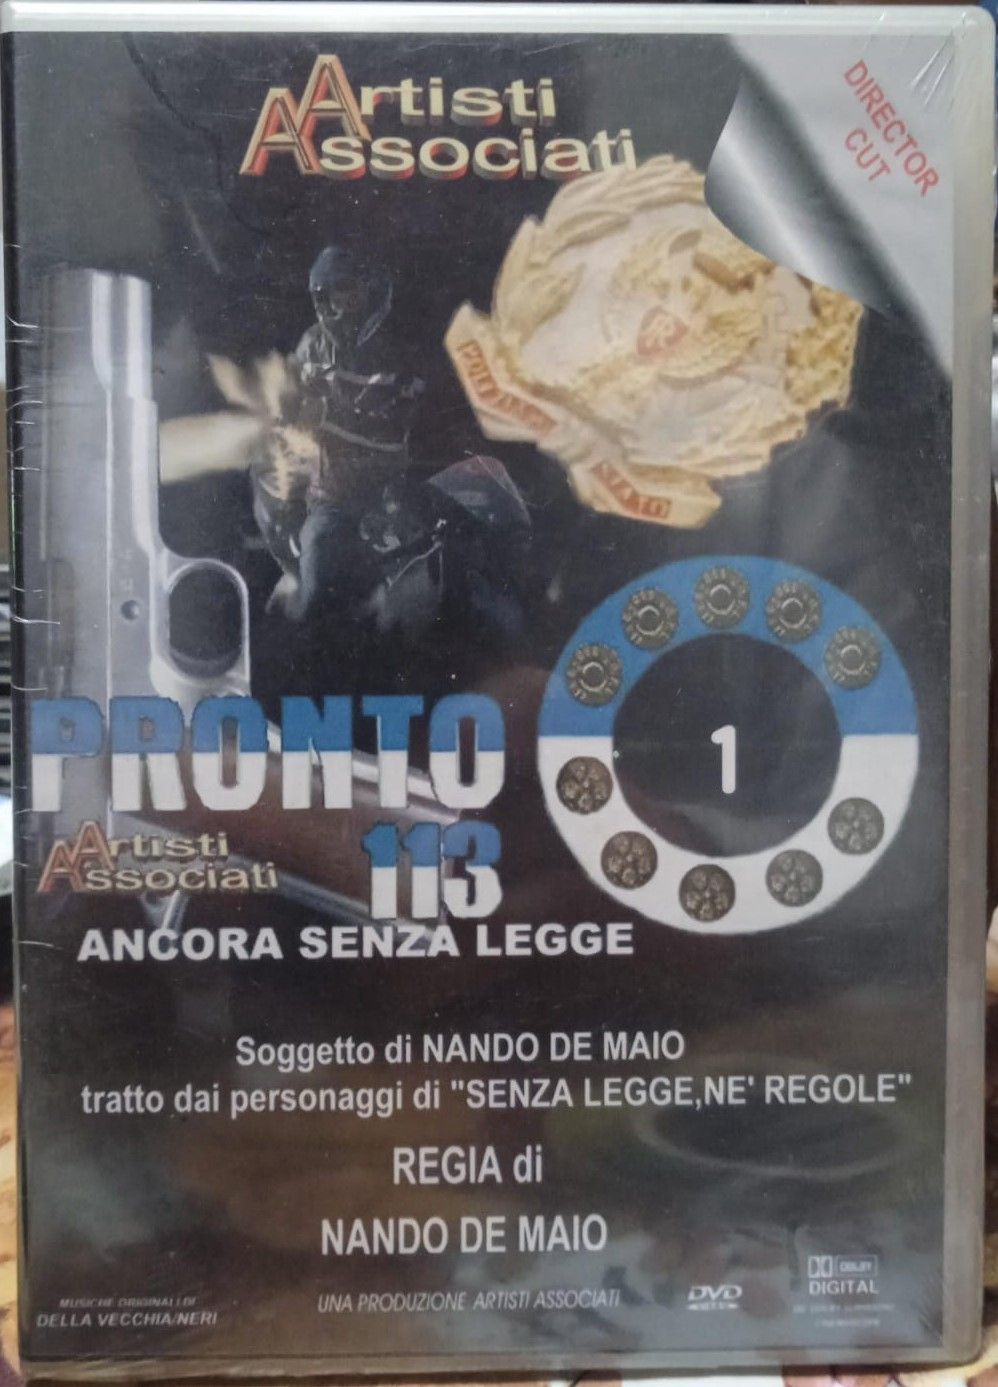 Artisti
Associati
DIRECTOR
CUT
1
PRONTO
113
Artisti
Associati
ANCORA SENZA LEGGE
Soggetto di NANDO DE MAIO
tratto dai personaggi di "SENZA LEGGE,NE' REGOLE"
REGIA di
NANDO DE MAIO
MUSICHE ORIGINALI DI
DELLA VECCHIA/NERI
UNA PRODUZIONE ARTISTI ASSOCIATI
DVD
DOLBY
DIGITAL